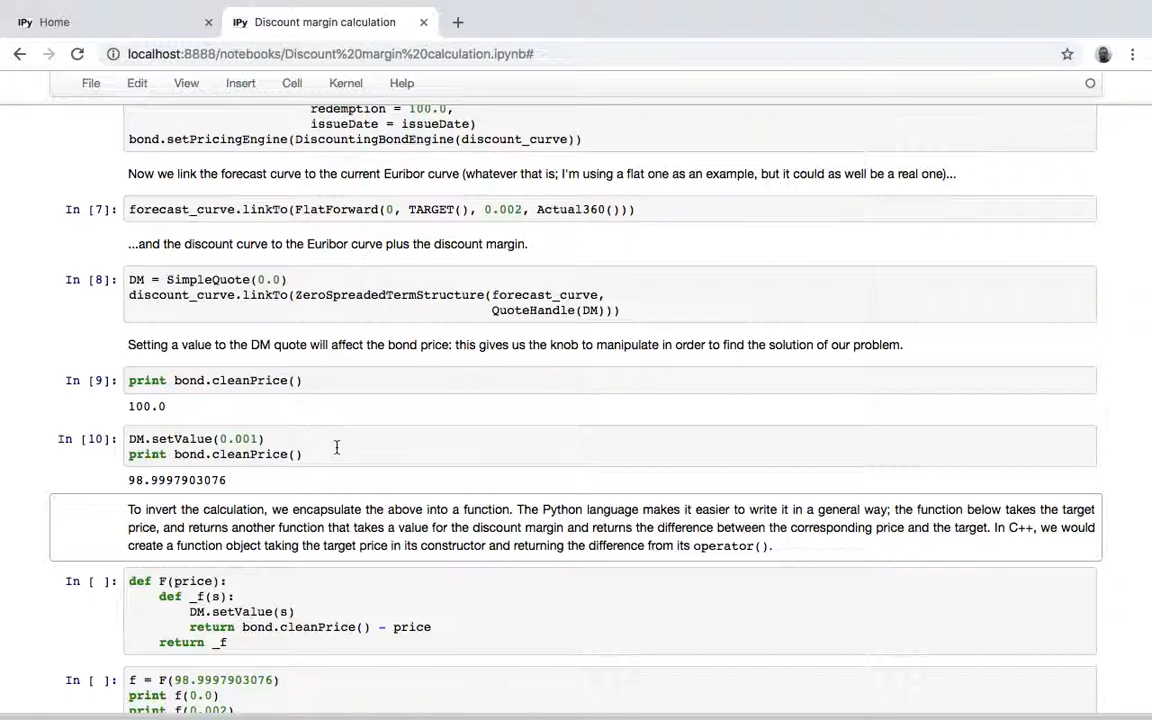 IPy Home
IPy Discount margin calculation
localhost:8888/notebooks/Discount%20margin%20calculation.ipynb#
File Edit View Insert Cell Kernel Help
redemption = 100.0,
issueDate = issueDate)
bond.setPricingEngine(DiscountingBondEngine(discount_curve))
Now we link the forecast curve to the current Euribor curve (whatever that is; I'm using a flat one as an example, but it could as well be a real one)...
In [7]: forecast_curve.linkTo(FlatForward(0, TARGET(), 0.002, Actual360()))
...and the discount curve to the Euribor curve plus the discount margin.
In [8]: DM = SimpleQuote(0.0)
discount_curve.linkTo(ZeroSpreadedTermStructure(forecast_curve,
QuoteHandle(DM)))
Setting a value to the DM quote will affect the bond price: this gives us the knob to manipulate in order to find the solution of our problem.
In [9]: print bond.cleanPrice()
100.0
In [10]: DM.setValue(0.001)
print bond.cleanPrice()
98.9997903076
To invert the calculation, we encapsulate the above into a function. The Python language makes it easier to write it in a general way; the function below takes the target
price, and returns another function that takes a value for the discount margin and returns the difference between the corresponding price and the target. In C++, we would
create a function object taking the target price in its constructor and returning the difference from its operator().
In [ ]: def F(price):
def _f(s):
DM.setValue(s)
return bond.cleanPrice() - price
return _f
In [ ]: f = F(98.9997903076)
print f(0.0)
print f(0.002)